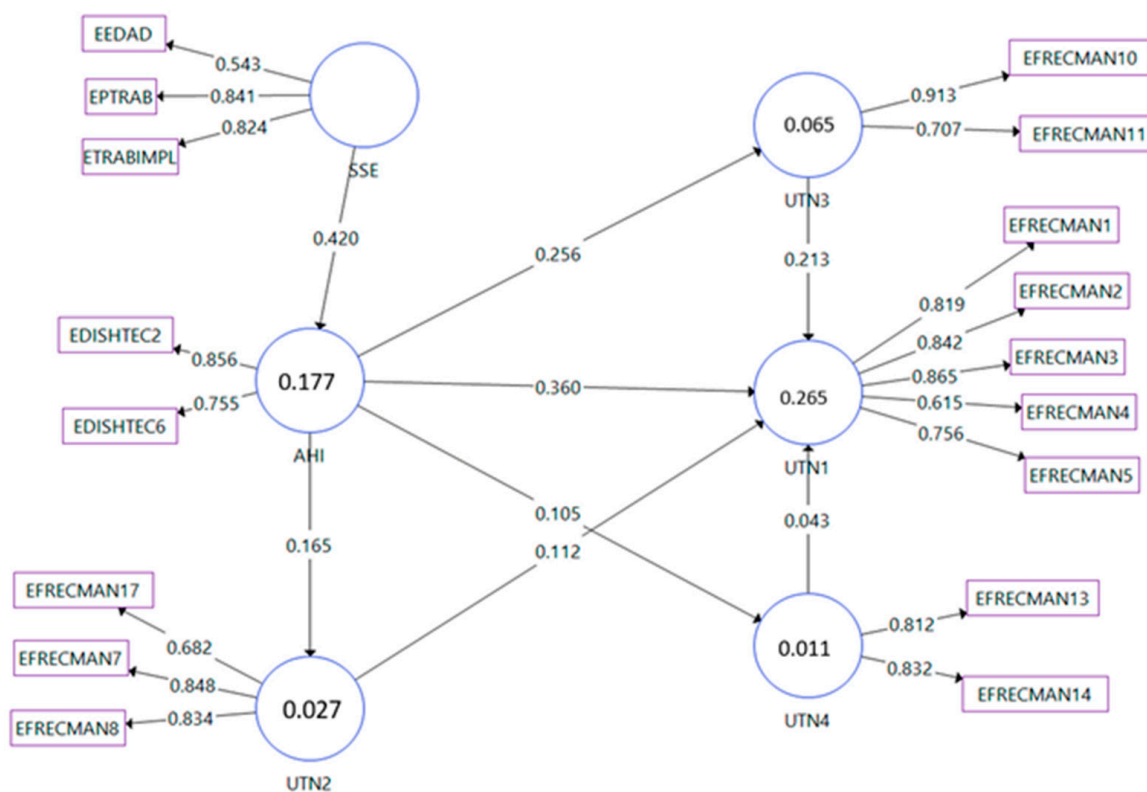 EEDAD
0.543
EPTRAB
0.841
ETRABIMPL
0.824
SSE
0.420
EDISHTEC2
0.856
EDISHTEC6
0.755
0.177
AHI
0.165
EFRECMAN17
0.682
EFRECMAN7
0.848
EFRECMAN8
0.834
0.027
UTN2
0.256
0.360
0.105
0.112
0.065
UTN3
0.213
0.265
UTN1
0.043
0.011
UTN4
EFRECMAN10
0.913
0.707
EFRECMAN11
EFRECMAN1
0.819
EFRECMAN2
0.842
EFRECMAN3
0.865
0.615
EFRECMAN4
0.756
EFRECMAN5
EFRECMAN13
0.812
0.832
EFRECMAN14